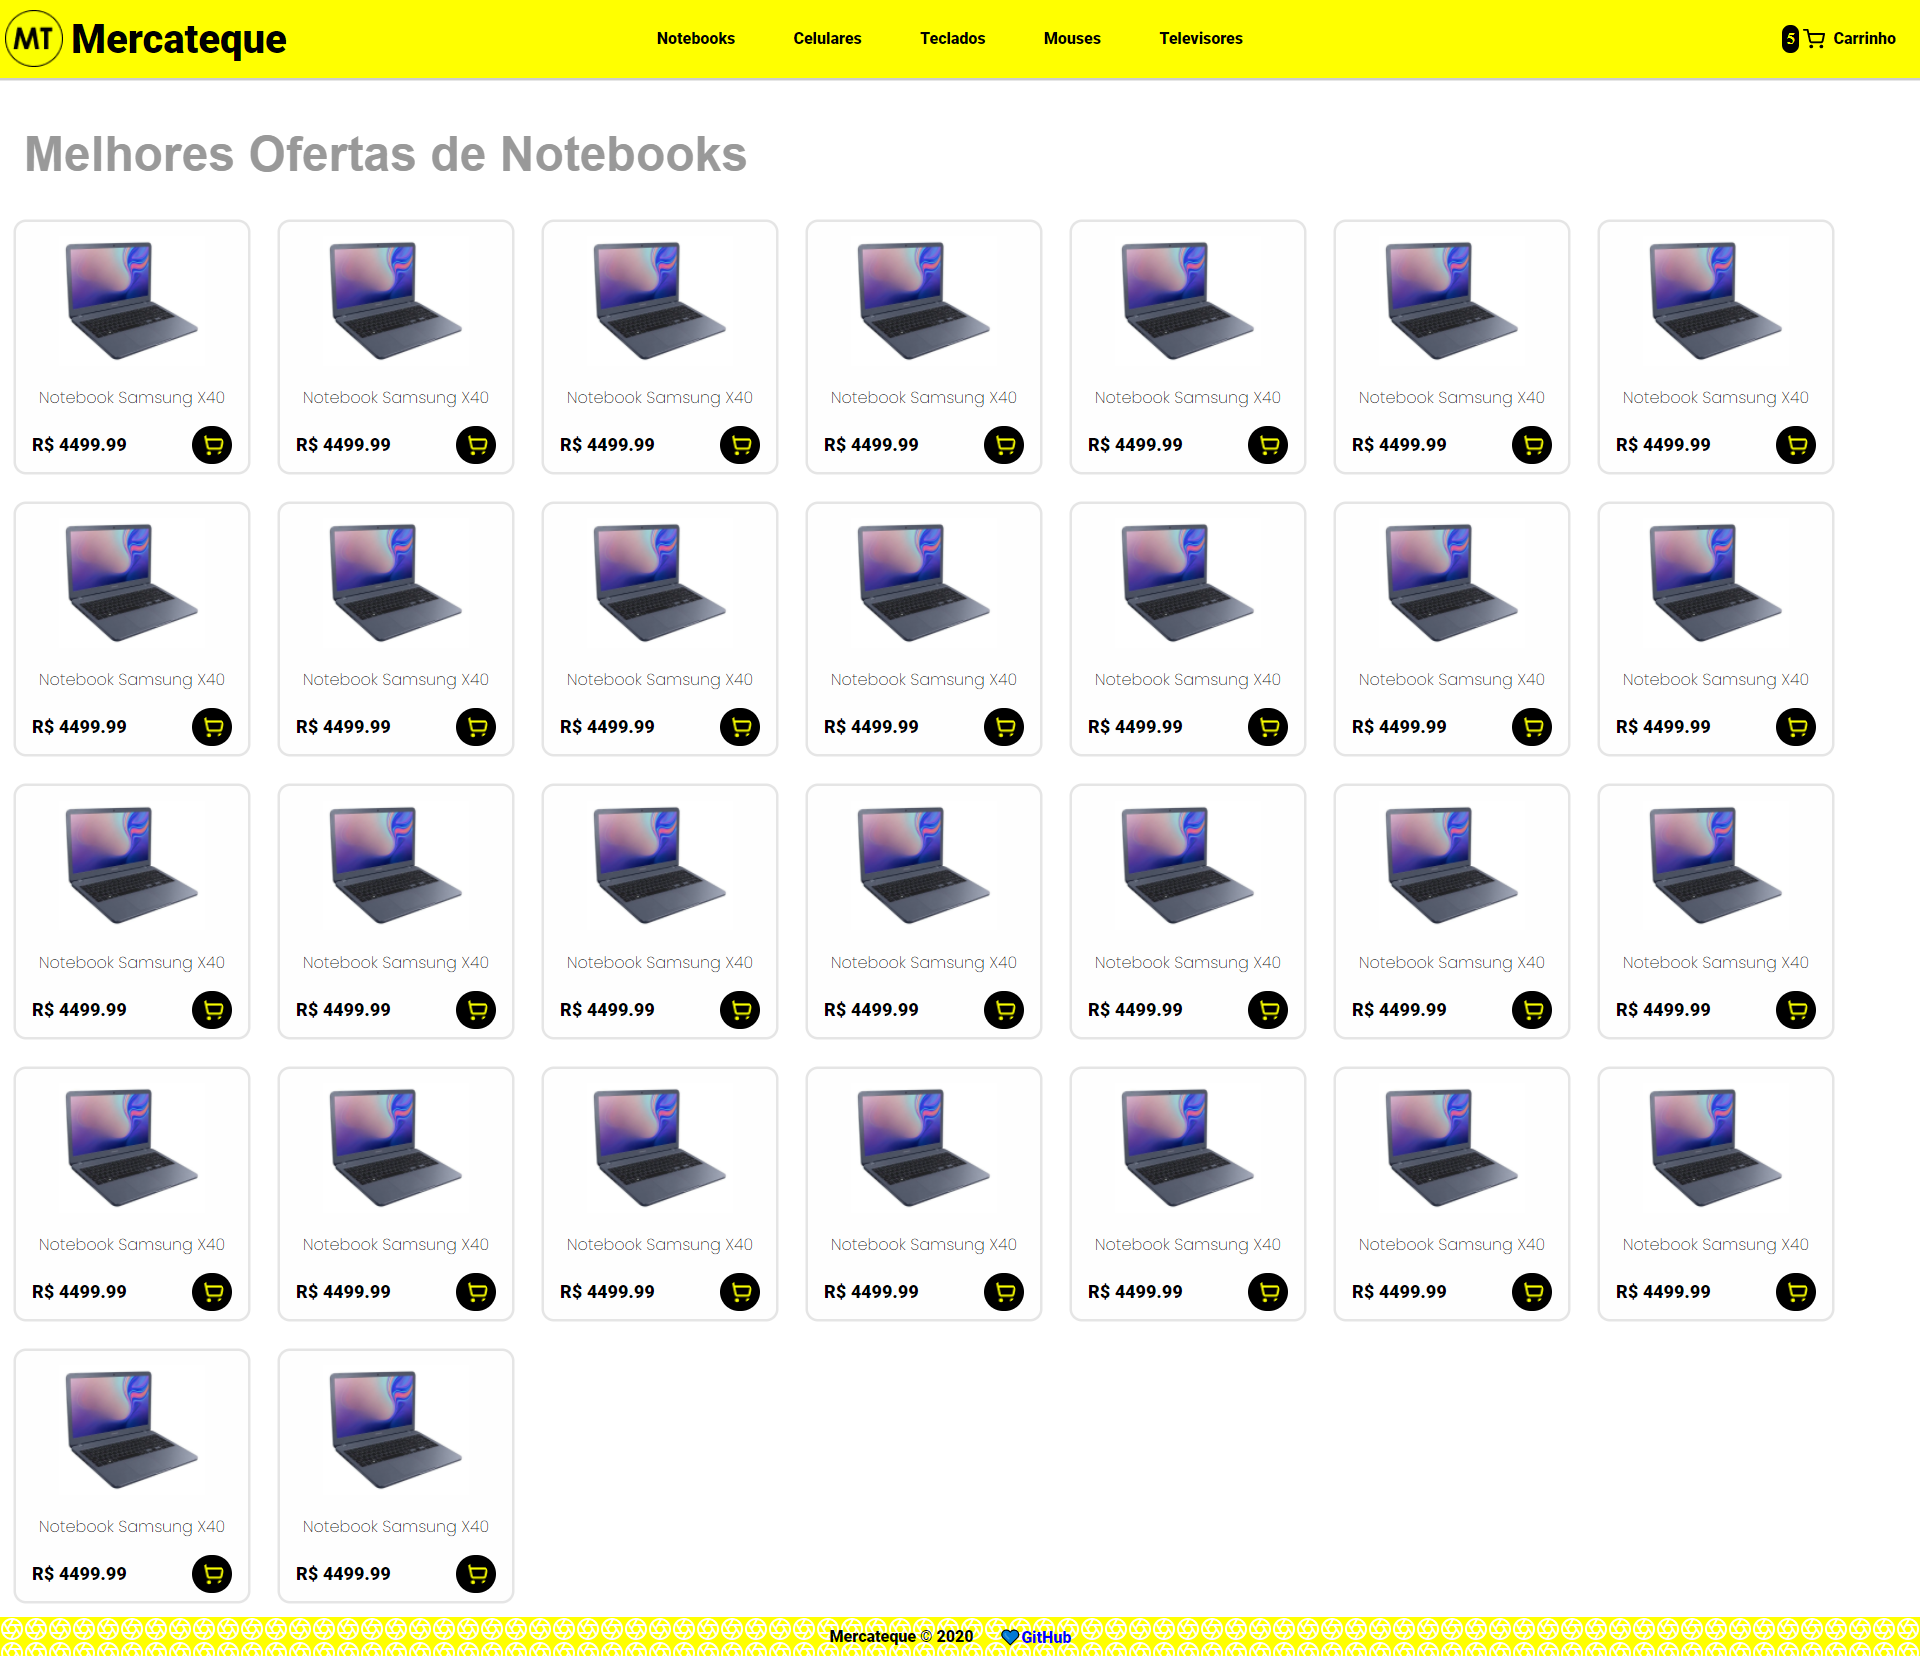 MT Mercateque Notebooks Celulares Teclados Mouses Televisores 5 Carrinho
Melhores Ofertas de Notebooks
Notebook Samsung X40 Notebook Samsung X40 Notebook Samsung X40 Notebook Samsung X40 Notebook Samsung X40 Notebook Samsung X40 Notebook Samsung X40
R$ 4499.99 R$ 4499.99 R$ 4499.99 R$ 4499.99 R$ 4499.99 R$ 4499.99 R$ 4499.99
Notebook Samsung X40 Notebook Samsung X40 Notebook Samsung X40 Notebook Samsung X40 Notebook Samsung X40 Notebook Samsung X40 Notebook Samsung X40
R$ 4499.99 R$ 4499.99 R$ 4499.99 R$ 4499.99 R$ 4499.99 R$ 4499.99 R$ 4499.99
Notebook Samsung X40 Notebook Samsung X40 Notebook Samsung X40 Notebook Samsung X40 Notebook Samsung X40 Notebook Samsung X40 Notebook Samsung X40
R$ 4499.99 R$ 4499.99 R$ 4499.99 R$ 4499.99 R$ 4499.99 R$ 4499.99 R$ 4499.99
Notebook Samsung X40 Notebook Samsung X40 Notebook Samsung X40 Notebook Samsung X40 Notebook Samsung X40 Notebook Samsung X40 Notebook Samsung X40
R$ 4499.99 R$ 4499.99 R$ 4499.99 R$ 4499.99 R$ 4499.99 R$ 4499.99 R$ 4499.99
Notebook Samsung X40 Notebook Samsung X40
R$ 4499.99 R$ 4499.99
Mercateque © 2020 💙GitHub